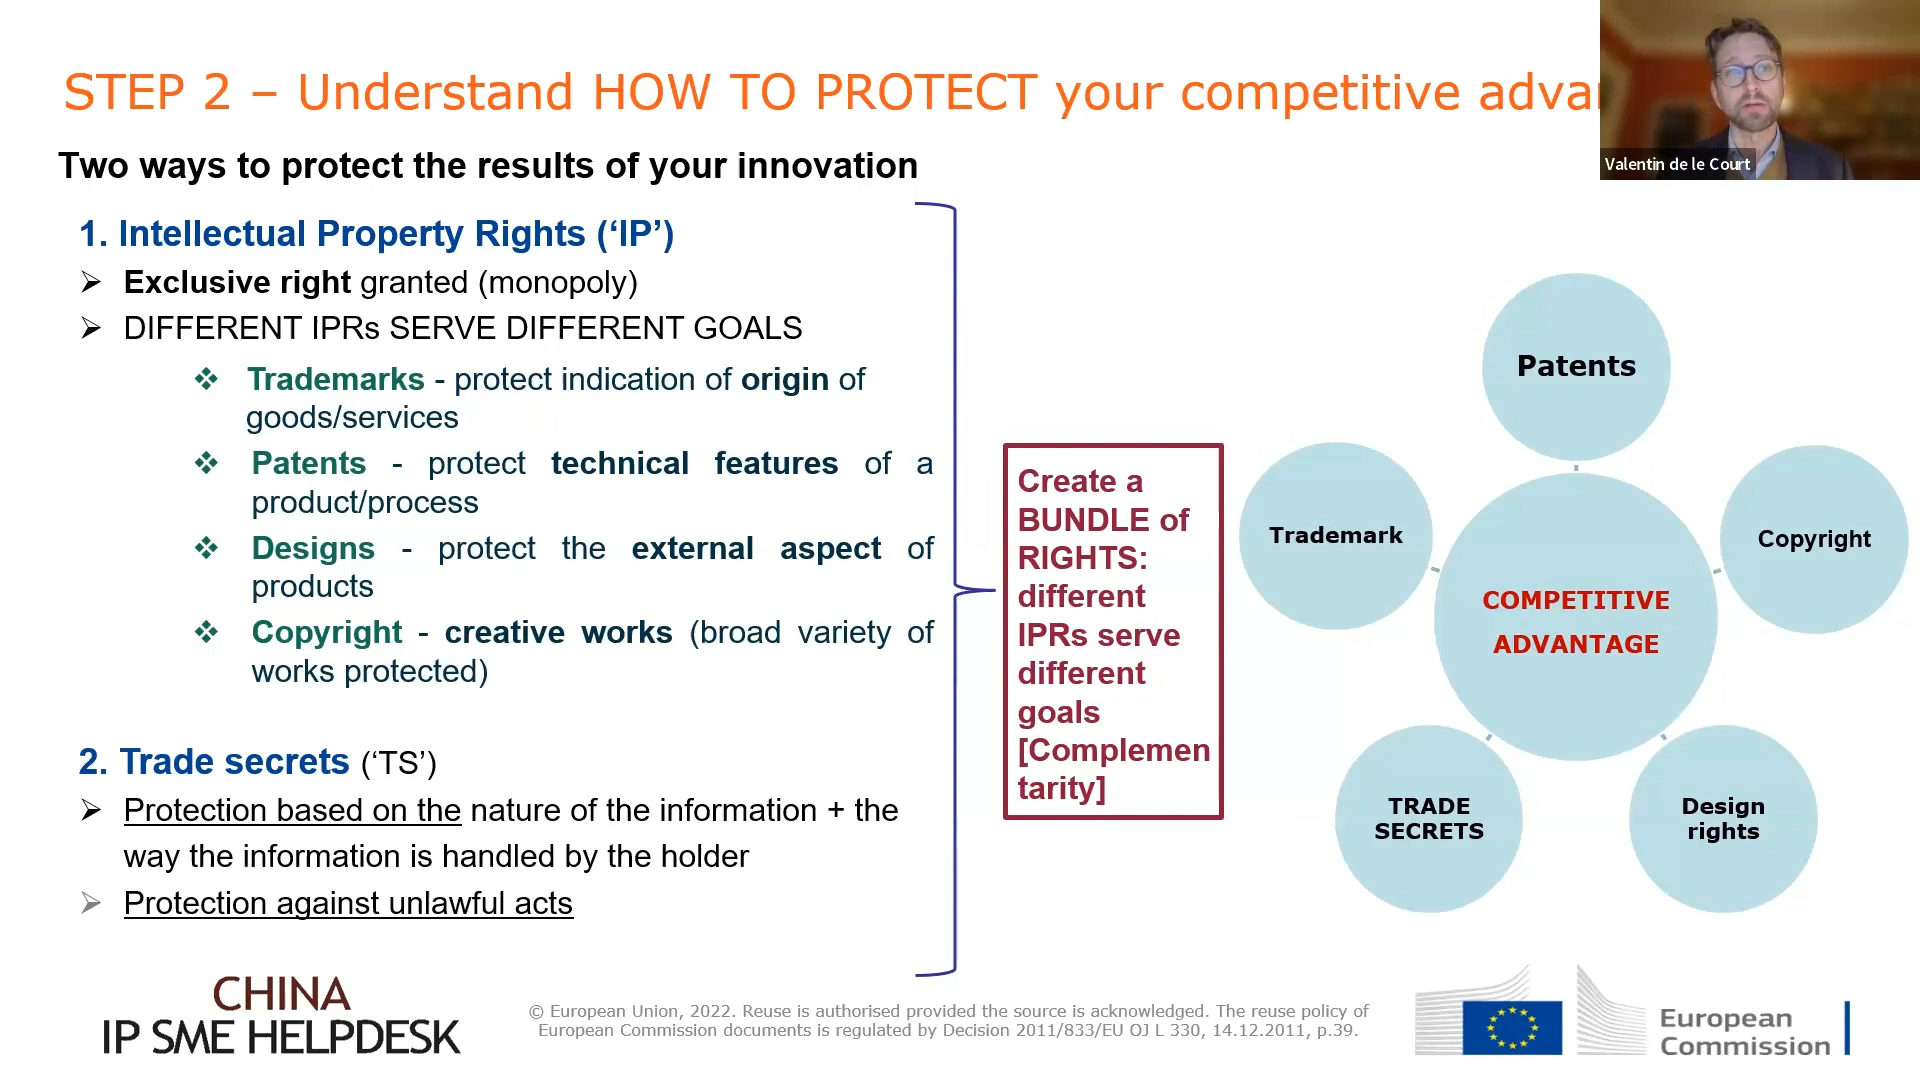 STEP 2 – Understand HOW TO PROTECT your competitive
Valentin de le Court
Two ways to protect the results of your innovation
1. Intellectual Property Rights (‘IP’)
➢ Exclusive right granted (monopoly)
➢ DIFFERENT IPRs SERVE DIFFERENT GOALS
❖ Trademarks - protect indication of origin of
goods/services
❖ Patents - protect technical features of a
product/process
❖ Designs - protect the external aspect of
products
❖ Copyright - creative works (broad variety of
works protected)
2. Trade secrets (‘TS’)
➢ Protection based on the nature of the information + the
way the information is handled by the holder
➢ Protection against unlawful acts
Create a
BUNDLE of
RIGHTS:
different
IPRs serve
different
goals
[Complemen
tarity]
Patents
Trademark
Copyright
COMPETITIVE
ADVANTAGE
TRADE
SECRETS
Design
rights
CHINA
IP SME HELPDESK
© European Union, 2022. Reuse is authorised provided the source is acknowledged. The reuse policy of
European Commission documents is regulated by Decision 2011/833/EU OJ L 330, 14.12.2011, p.39.
European
Commission